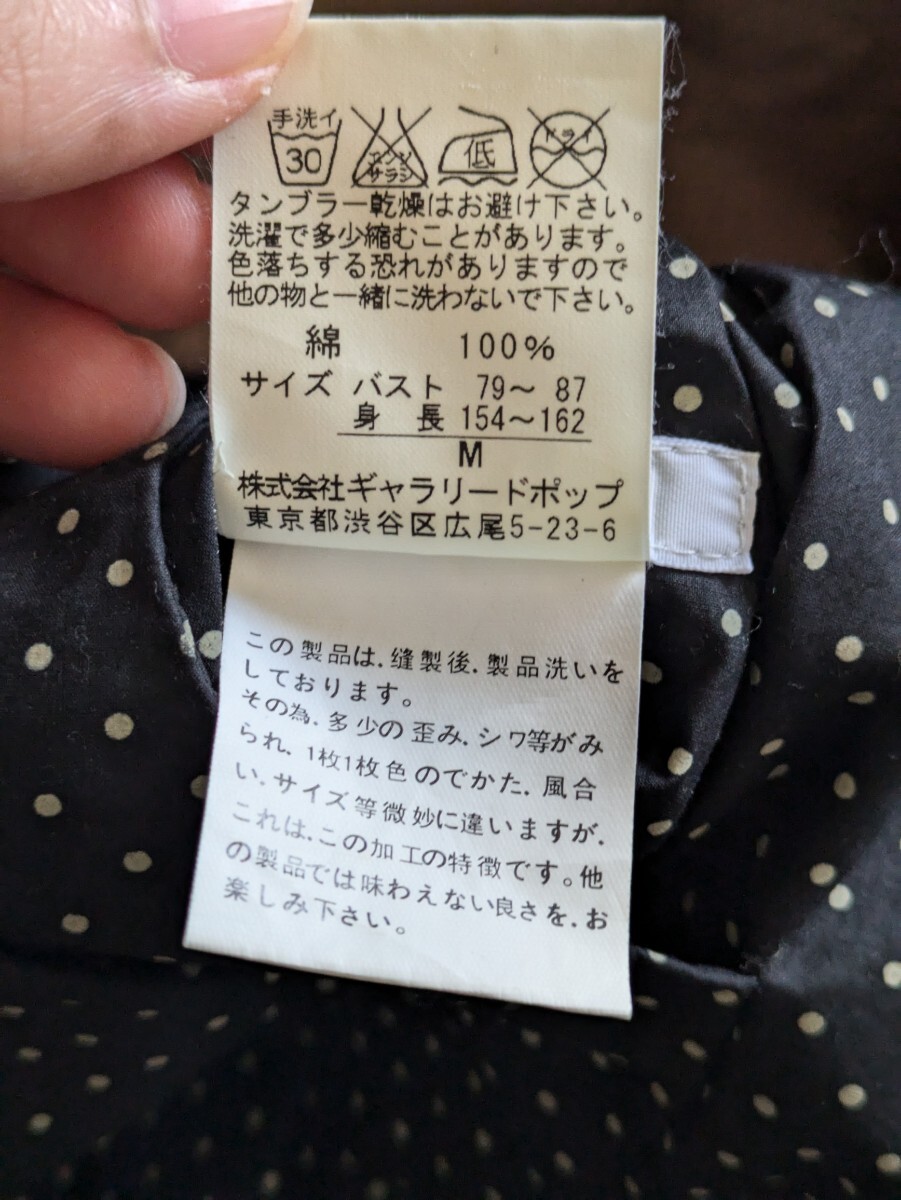 手洗イ
30
エンソ
サラシ
低
ドライ
タンブラー乾燥はお避け下さい。
洗濯で多少縮むことがあります。
色落ちする恐れがありますので
他の物と一緒に洗わないで下さい。
綿 100%
サイズ バスト 79～ 87
身 長 154～162
M
株式会社ギャラリードポップ
東京都渋谷区広尾5-23-6
この製品は.縫製後.製品洗いを
しております。
その為.多少の歪み.シワ等がみ
られ.1枚1枚色のでかた.風合
い.サイズ等微妙に違いますが.
これは.この加工の特徴です。他
の製品では味わえない良さを.お
楽しみ下さい。